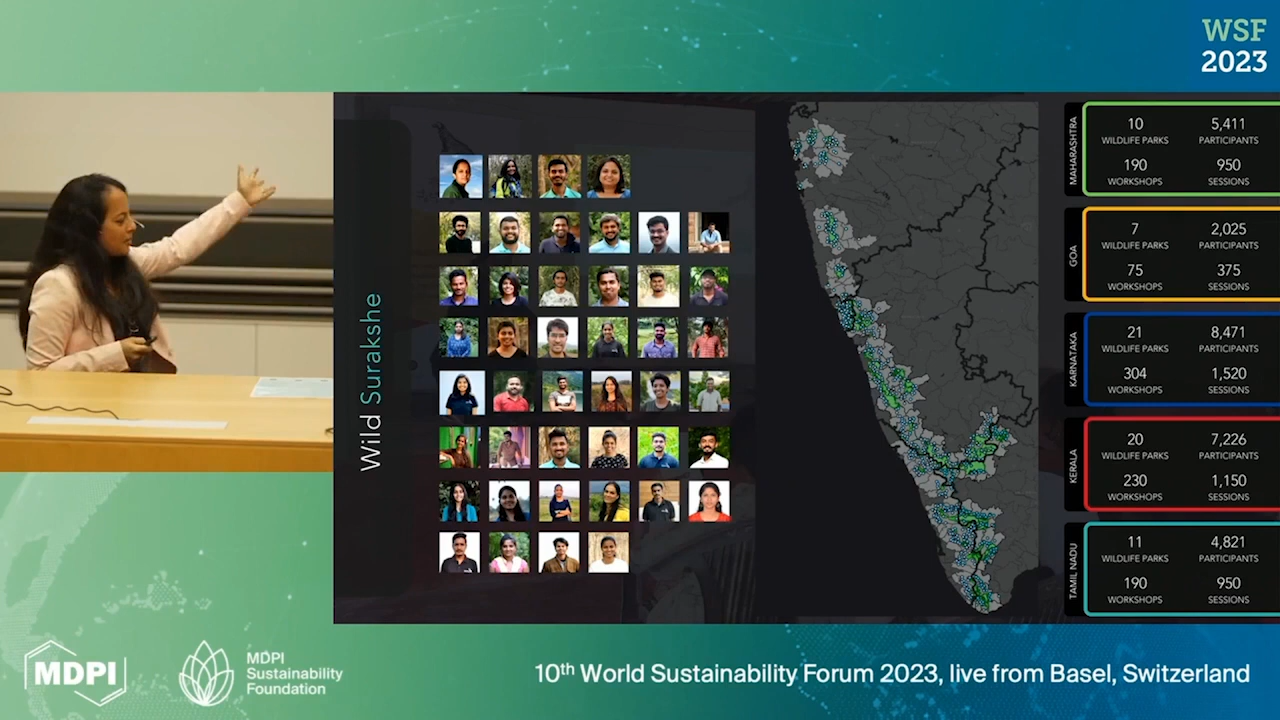 WSF
2023
Wild Surakshe
MAHARASHTRA
10
WILDLIFE PARKS
5,411
PARTICIPANTS
190
WORKSHOPS
950
SESSIONS
GOA
7
WILDLIFE PARKS
2,025
PARTICIPANTS
75
WORKSHOPS
375
SESSIONS
KARNATAKA
21
WILDLIFE PARKS
8,471
PARTICIPANTS
304
WORKSHOPS
1,520
SESSIONS
KERALA
20
WILDLIFE PARKS
7,226
PARTICIPANTS
230
WORKSHOPS
1,150
SESSIONS
TAMIL NADU
11
WILDLIFE PARKS
4,821
PARTICIPANTS
190
WORKSHOPS
950
SESSIONS
MDPI
MDPI
Sustainability
Foundation
10th World Sustainability Forum 2023, live from Basel, Switzerland